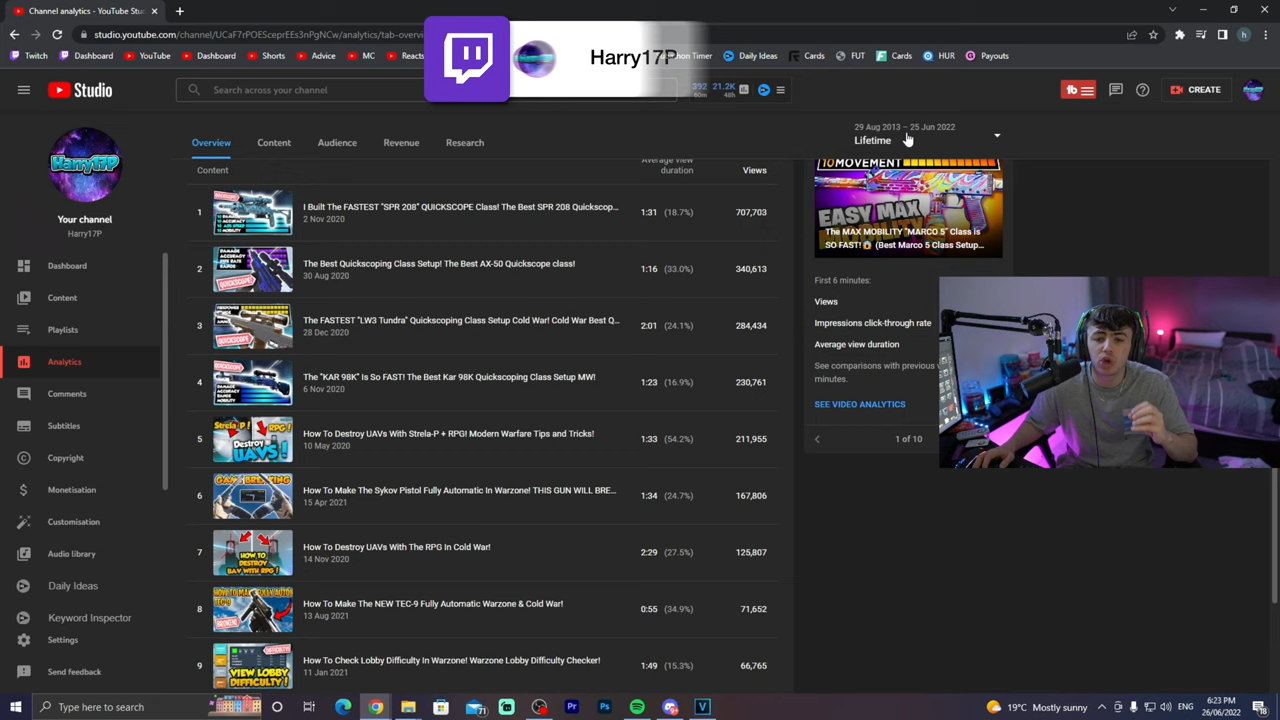 Channel analytics - YouTube Stu
studio.youtube.com/channel/UCaF7rPOESceprEEs3nPgNCw/analytics/tab-overvi
Twitch
Dashboard
YouTube
Dashboard
Shorts
Advice
MC
Reacts
Daily Ideas
Cards
FUT
Cards
HUR
Payouts
Harry17P
Studio
Search across your channel
392
60m
21.2K
48h
CREATE
Harry17P
Your channel
Harry17P
Dashboard
Content
Playlists
Analytics
Comments
Subtitles
Copyright
Monetisation
Customisation
Audio library
Daily Ideas
Keyword Inspector
Settings
Send feedback
Overview
Content
Audience
Revenue
Research
29 Aug 2013 – 25 Jun 2022
Lifetime
Content
Average view
duration
Views
1
I Built The FASTEST "SPR 208" QUICKSCOPE Class! The Best SPR 208 Quickscop...
2 Nov 2020
1:31 (18.7%)
707,703
2
The Best Quickscoping Class Setup! The Best AX-50 Quickscope class!
30 Aug 2020
1:16 (33.0%)
340,613
3
The FASTEST "LW3 Tundra" Quickscoping Class Setup Cold War! Cold War Best Q...
28 Dec 2020
2:01 (24.1%)
284,434
4
The "KAR 98K" Is So FAST! The Best Kar 98K Quickscoping Class Setup MW!
6 Nov 2020
1:23 (16.9%)
230,761
5
How To Destroy UAVs With Strela-P + RPG! Modern Warfare Tips and Tricks!
10 May 2020
1:33 (54.2%)
211,955
6
How To Make The Sykov Pistol Fully Automatic In Warzone! THIS GUN WILL BRE...
15 Apr 2021
1:34 (24.7%)
167,806
7
How To Destroy UAVs With The RPG In Cold War!
14 Nov 2020
2:29 (27.5%)
125,807
8
How To Make The NEW TEC-9 Fully Automatic Warzone & Cold War!
13 Aug 2021
0:55 (34.9%)
71,652
9
How To Check Lobby Difficulty In Warzone! Warzone Lobby Difficulty Checker!
11 Jan 2021
1:49 (15.3%)
66,765
10 MOVEMENT
EASY MAX
The MAX MOBILITY "MARCO 5" Class is
SO FAST! (Best Marco 5 Class Setup...
First 6 minutes:
Views
Impressions click-through rate
Average view duration
See comparisons with previous
minutes.
SEE VIDEO ANALYTICS
1 of 10
Type here to search
19°C Mostly sunny
ENG
6:23 PM
26/06/2022